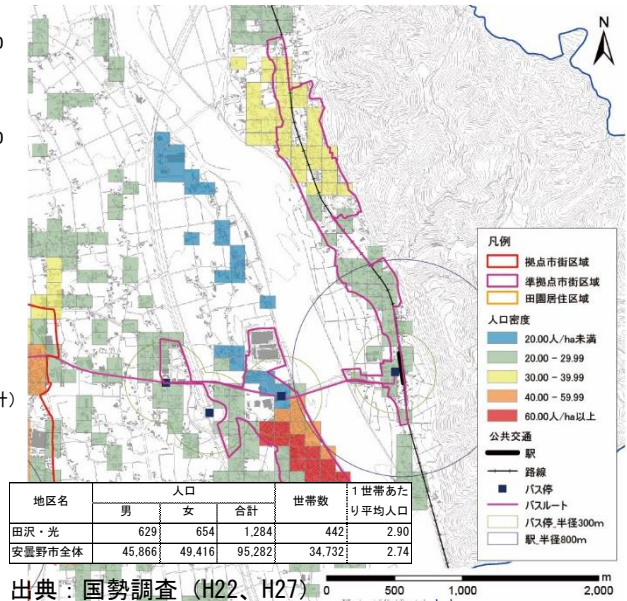 0
0
計)
N
凡例
拠点市街区域
準拠点市街区域
田園居住区域
人口密度
20.00人/ha未満
20.00 - 29.99
30.00 - 39.99
40.00 - 59.99
60.00人/ha以上
公共交通
駅
路線
バス停
バスルート
バス停_半径300m
駅_半径800m
地区名 人口 世帯数 1世帯あたり平均人口
男 女 合計
田沢・光 629 654 1,284 442 2.90
安曇野市全体 45,866 49,416 95,282 34,732 2.74
出典：国勢調査（H22、H27）
0 500 1,000 2,000 m